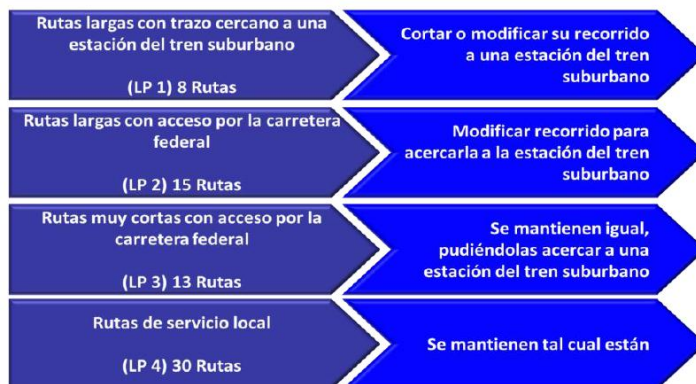 Rutas largas con trazo cercano a una
estación del tren suburbano
(LP 1) 8 Rutas
Cortar o modificar su recorrido
a una estación del tren
suburbano
Rutas largas con acceso por la carretera
federal
(LP 2) 15 Rutas
Modificar recorrido para
acercarla a la estación del tren
suburbano
Rutas muy cortas con acceso por la
carretera federal
(LP 3) 13 Rutas
Se mantienen igual,
pudiéndolas acercar a una
estación del tren suburbano
Rutas de servicio local
(LP 4) 30 Rutas
Se mantienen tal cual están